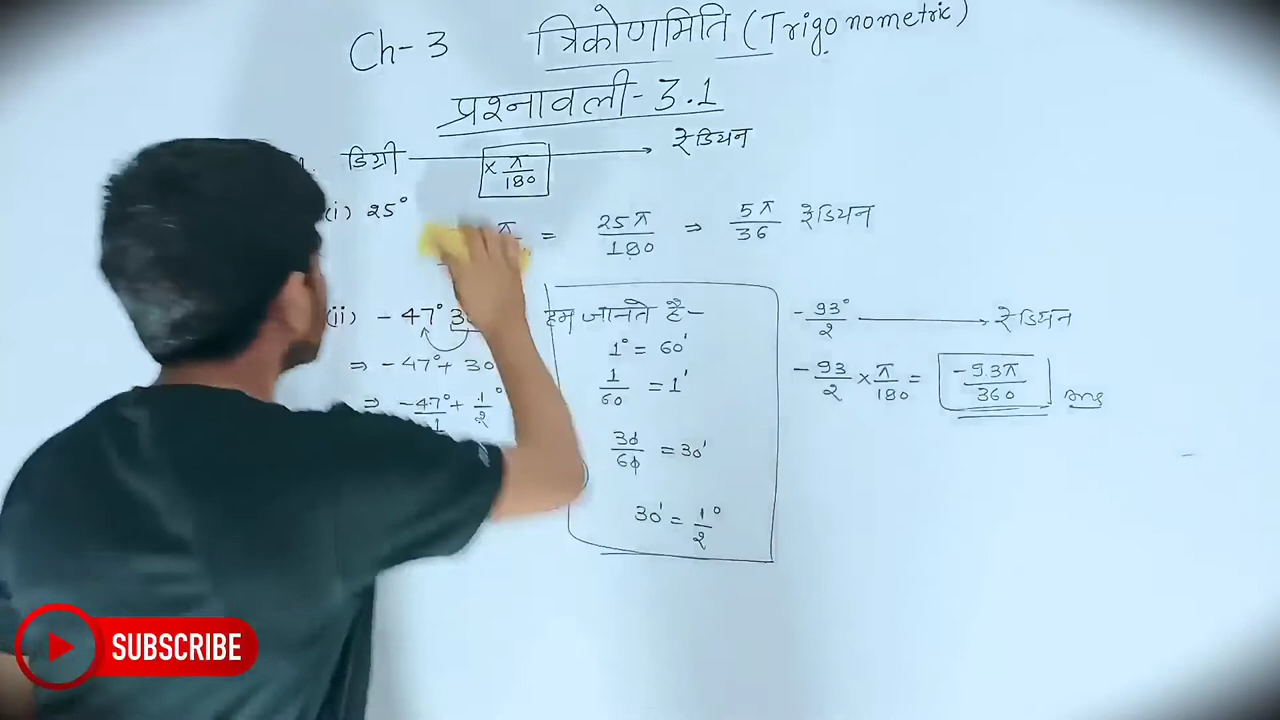 Ch-3 त्रिकोणमिति (Trigonometric)
प्रश्नावली-3.1
डिग्री × π/180 रेडियन
(i) 25°
π = 25π/180 ⇒ 5π/36 रेडियन
(ii) -47° 30
⇒ -47° + 30
⇒ -47°/1 + 1°/2
हम जानते है-
1° = 60'
1/60 = 1'
30/60 = 30'
30' = 1°/2
-93°/2 रेडियन
-93/2 × π/180 = -93π/360 Ans
SUBSCRIBE